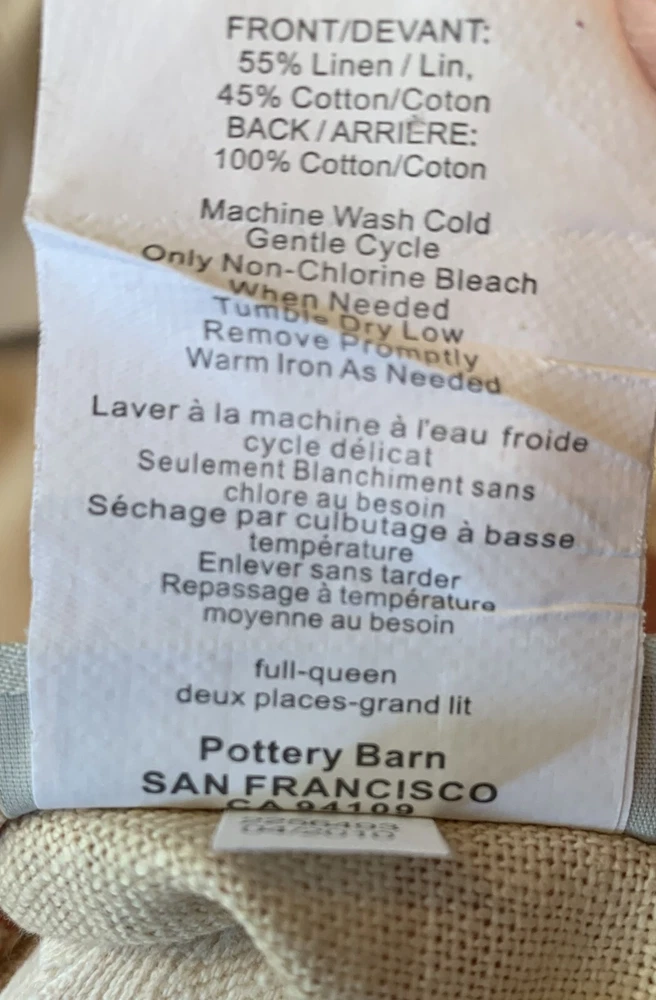 FRONT/DEVANT:
55% Linen / Lin,
45% Cotton/Coton
BACK / ARRIÈRE:
100% Cotton/Coton
Machine Wash Cold
Gentle Cycle
Only Non-Chlorine Bleach
When Needed
Tumble Dry Low
Remove Promptly
Warm Iron As Needed
Laver à la machine à l'eau froide
cycle délicat
Seulement Blanchiment sans
chlore au besoin
Séchage par culbutage à basse
température
Enlever sans tarder
Repassage à température
moyenne au besoin
full-queen
deux places-grand lit
Pottery Barn
SAN FRANCISCO
CA 94109